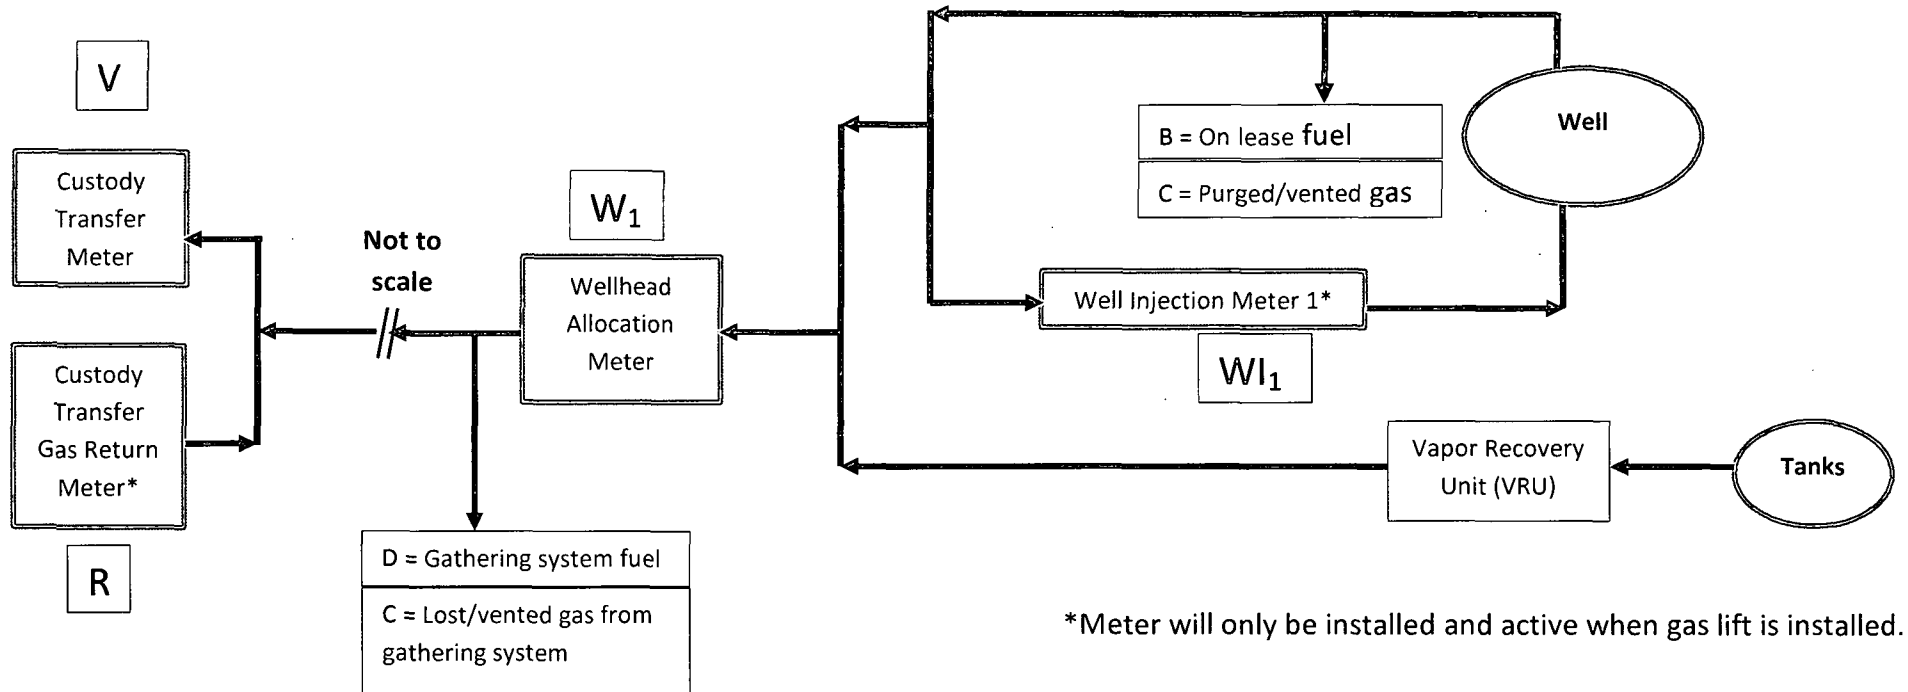 V
Custody
Transfer
Meter
Custody
Transfer
Gas Return
Meter*
R
Not to
scale
W₁
Wellhead
Allocation
Meter
D = Gathering system fuel
C = Lost/vented gas from
gathering system
B = On lease fuel
C = Purged/vented gas
Well
Well Injection Meter 1*
WI₁
Vapor Recovery
Unit (VRU)
Tanks
*Meter will only be installed and active when gas lift is installed.